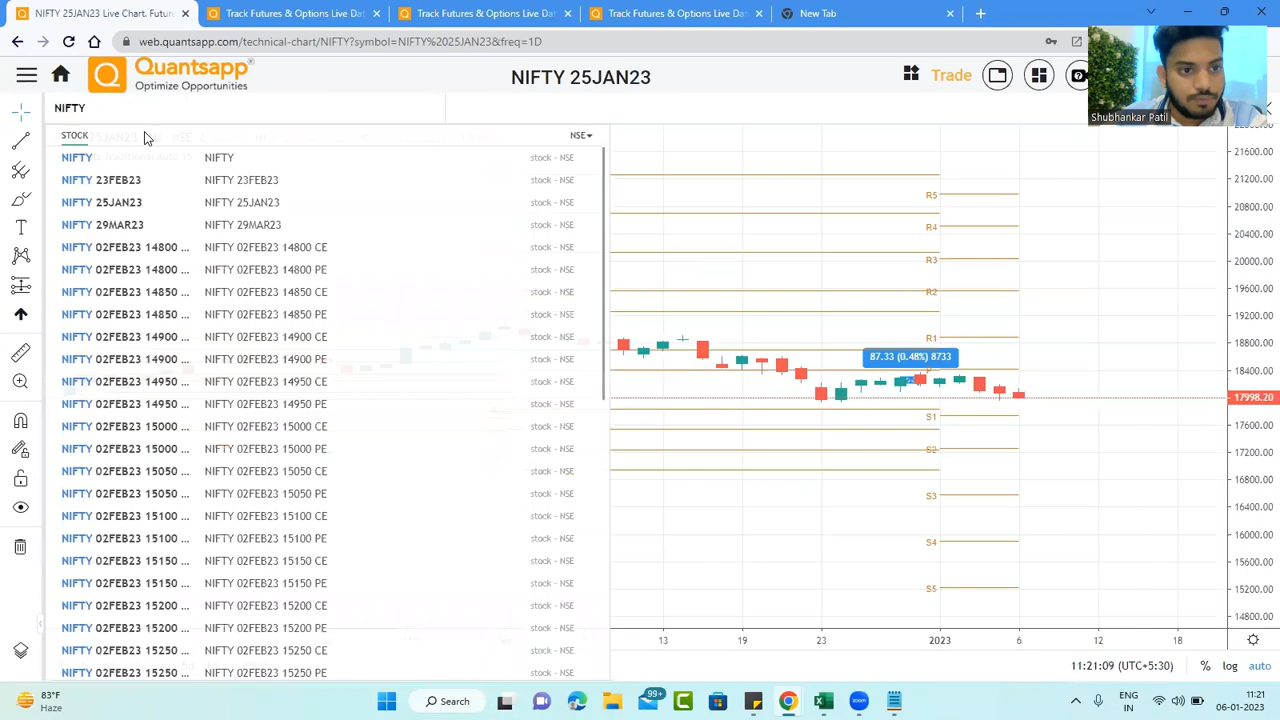 NIFTY 25JAN23 Live Chart, Futur
Track Futures & Options Live Da
Track Futures & Options Live Da
Track Futures & Options Live Da
New Tab
web.quantsapp.com/technical-chart/NIFTY?symbol=NIFTY%2025JAN23&freq=1D
Quantsapp
Optimize Opportunities
NIFTY 25JAN23
Trade
Shubhankar Patil
NIFTY
STOCK
NSE
NIFTY NIFTY stock - NSE
NIFTY 23FEB23 NIFTY 23FEB23 stock - NSE
NIFTY 25JAN23 NIFTY 25JAN23 stock - NSE
NIFTY 29MAR23 NIFTY 29MAR23 stock - NSE
NIFTY 02FEB23 14800 ... NIFTY 02FEB23 14800 CE stock - NSE
NIFTY 02FEB23 14800 ... NIFTY 02FEB23 14800 PE stock - NSE
NIFTY 02FEB23 14850 ... NIFTY 02FEB23 14850 CE stock - NSE
NIFTY 02FEB23 14850 ... NIFTY 02FEB23 14850 PE stock - NSE
NIFTY 02FEB23 14900 ... NIFTY 02FEB23 14900 CE stock - NSE
NIFTY 02FEB23 14900 ... NIFTY 02FEB23 14900 PE stock - NSE
NIFTY 02FEB23 14950 ... NIFTY 02FEB23 14950 CE stock - NSE
NIFTY 02FEB23 14950 ... NIFTY 02FEB23 14950 PE stock - NSE
NIFTY 02FEB23 15000 ... NIFTY 02FEB23 15000 CE stock - NSE
NIFTY 02FEB23 15000 ... NIFTY 02FEB23 15000 PE stock - NSE
NIFTY 02FEB23 15050 ... NIFTY 02FEB23 15050 CE stock - NSE
NIFTY 02FEB23 15050 ... NIFTY 02FEB23 15050 PE stock - NSE
NIFTY 02FEB23 15100 ... NIFTY 02FEB23 15100 CE stock - NSE
NIFTY 02FEB23 15100 ... NIFTY 02FEB23 15100 PE stock - NSE
NIFTY 02FEB23 15150 ... NIFTY 02FEB23 15150 CE stock - NSE
NIFTY 02FEB23 15150 ... NIFTY 02FEB23 15150 PE stock - NSE
NIFTY 02FEB23 15200 ... NIFTY 02FEB23 15200 CE stock - NSE
NIFTY 02FEB23 15200 ... NIFTY 02FEB23 15200 PE stock - NSE
NIFTY 02FEB23 15250 ... NIFTY 02FEB23 15250 CE stock - NSE
NIFTY 02FEB23 15250 ... NIFTY 02FEB23 15250 PE stock - NSE
R5
R4
R3
R2
R1
87.33 (0.48%) 8733
S1
S2
S3
S4
S5
21600.00
21200.00
20800.00
20400.00
20000.00
19600.00
19200.00
18800.00
18400.00
17998.20
17600.00
17200.00
16800.00
16400.00
16000.00
15600.00
15200.00
14800.00
13 19 23 2023 6 12 18
11:21:09 (UTC+5:30) % log auto
83°F
Haze
Search
99+
zoom
ENG
IN
11:21
06-01-2023